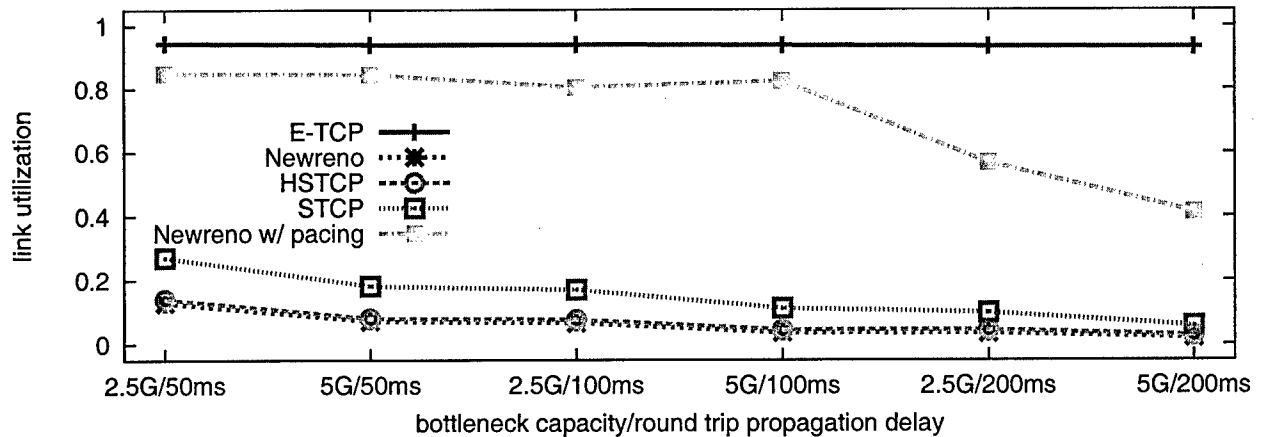 1
0.8
0.6
0.4
0.2
0
link utilization
E-TCP
Newreno
HSTCP
STCP
Newreno w/ pacing
2.5G/50ms 5G/50ms 2.5G/100ms 5G/100ms 2.5G/200ms 5G/200ms
bottleneck capacity/round trip propagation delay